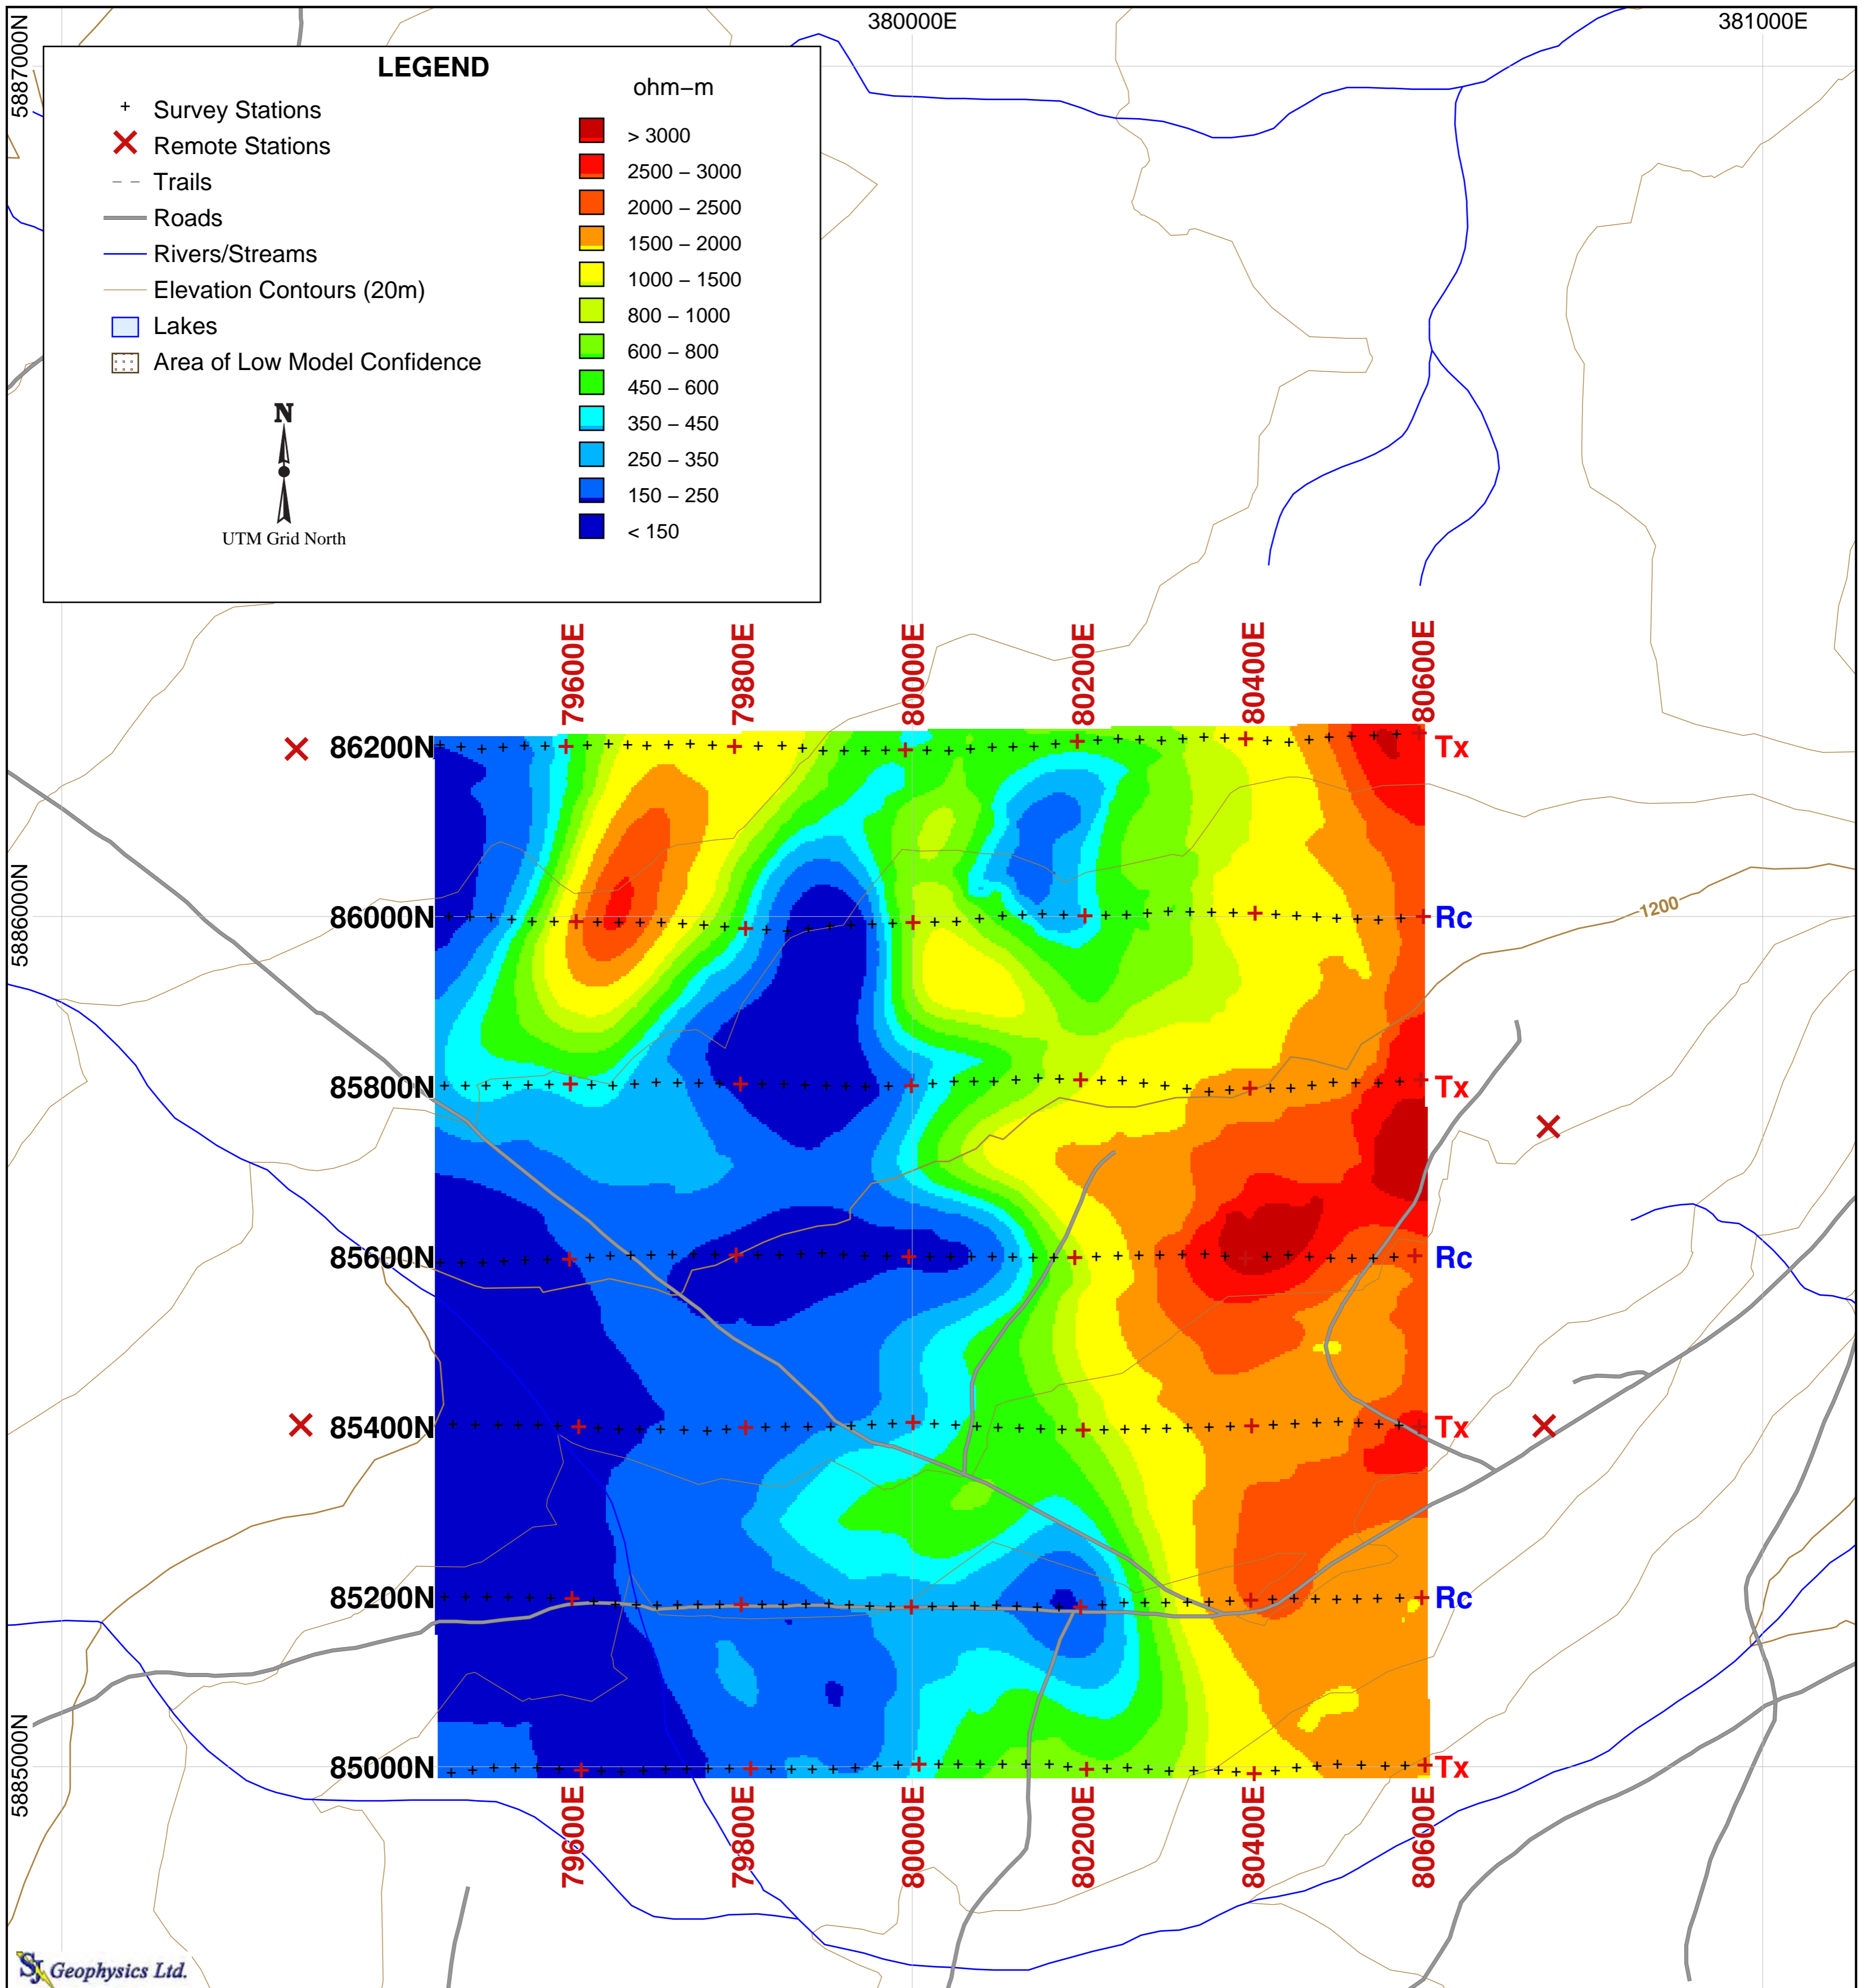 380000E
381000E
5887000N
LEGEND
Survey Stations
Remote Stations
Trails
Roads
Rivers/Streams
Elevation Contours (20m)
Lakes
Area of Low Model Confidence
N
UTM Grid North
ohm–m
> 3000
2500 – 3000
2000 – 2500
1500 – 2000
1000 – 1500
800 – 1000
600 – 800
450 – 600
350 – 450
250 – 350
150 – 250
< 150
79600E
79800E
80000E
80200E
80400E
80600E
86200N
Tx
5886000N
86000N
Rc
1200
85800N
Tx
85600N
Rc
85400N
Tx
85200N
Rc
5885000N
85000N
Tx
79600E
79800E
80000E
80200E
80400E
80600E
SJ Geophysics Ltd.